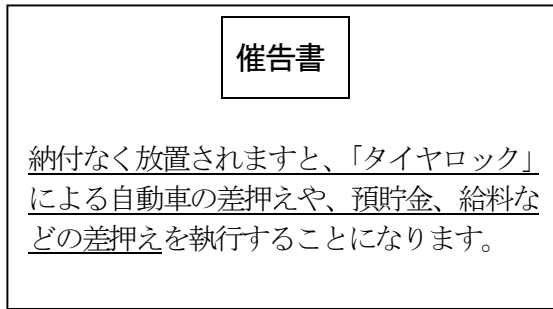 催告書
納付なく放置されますと、「タイヤロック」
による自動車の差押えや、預貯金、給料な
どの差押えを執行することになります。